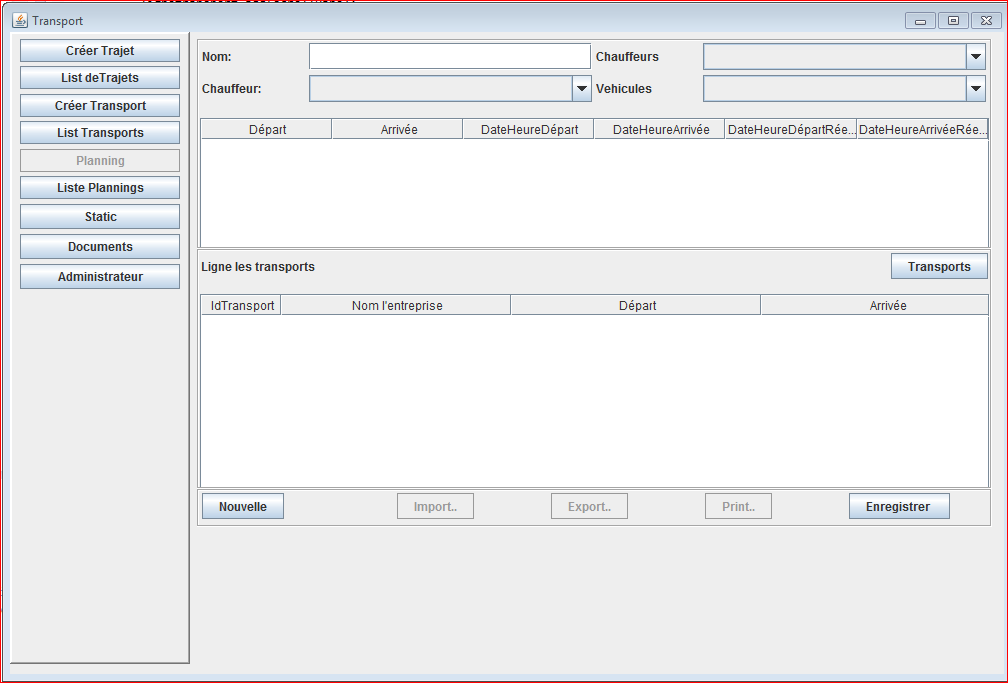 Transport
Créer Trajet
List deTrajets
Créer Transport
List Transports
Planning
Liste Plannings
Static
Documents
Administrateur
Nom:
Chauffeurs
Chauffeur:
Vehicules
Départ Arrivée DateHeureDépart DateHeureArrivée DateHeureDépartRée... DateHeureArrivéeRée...
Ligne les transports
Transports
IdTransport Nom l'entreprise Départ Arrivée
Nouvelle Import.. Export.. Print.. Enregistrer